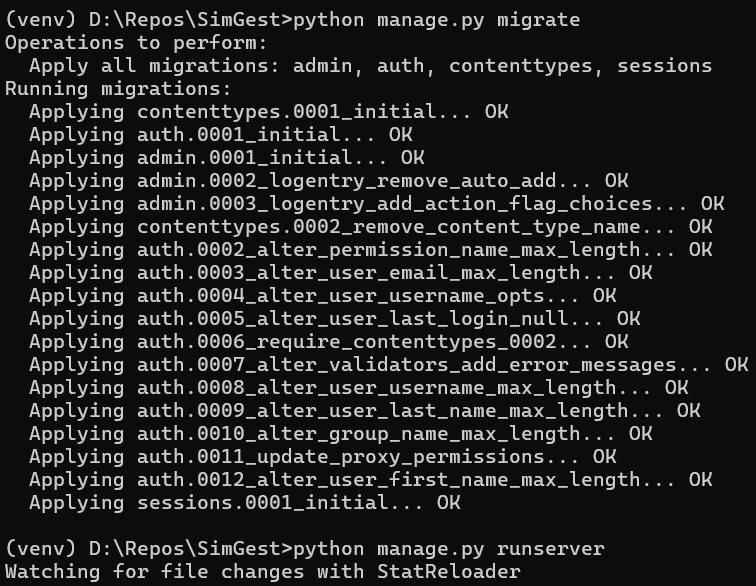 (venv) D:\Repos\SimGest>python manage.py migrate
Operations to perform:
  Apply all migrations: admin, auth, contenttypes, sessions
Running migrations:
  Applying contenttypes.0001_initial... OK
  Applying auth.0001_initial... OK
  Applying admin.0001_initial... OK
  Applying admin.0002_logentry_remove_auto_add... OK
  Applying admin.0003_logentry_add_action_flag_choices... OK
  Applying contenttypes.0002_remove_content_type_name... OK
  Applying auth.0002_alter_permission_name_max_length... OK
  Applying auth.0003_alter_user_email_max_length... OK
  Applying auth.0004_alter_user_username_opts... OK
  Applying auth.0005_alter_user_last_login_null... OK
  Applying auth.0006_require_contenttypes_0002... OK
  Applying auth.0007_alter_validators_add_error_messages... OK
  Applying auth.0008_alter_user_username_max_length... OK
  Applying auth.0009_alter_user_last_name_max_length... OK
  Applying auth.0010_alter_group_name_max_length... OK
  Applying auth.0011_update_proxy_permissions... OK
  Applying auth.0012_alter_user_first_name_max_length... OK
  Applying sessions.0001_initial... OK
(venv) D:\Repos\SimGest>python manage.py runserver
Watching for file changes with StatReloader